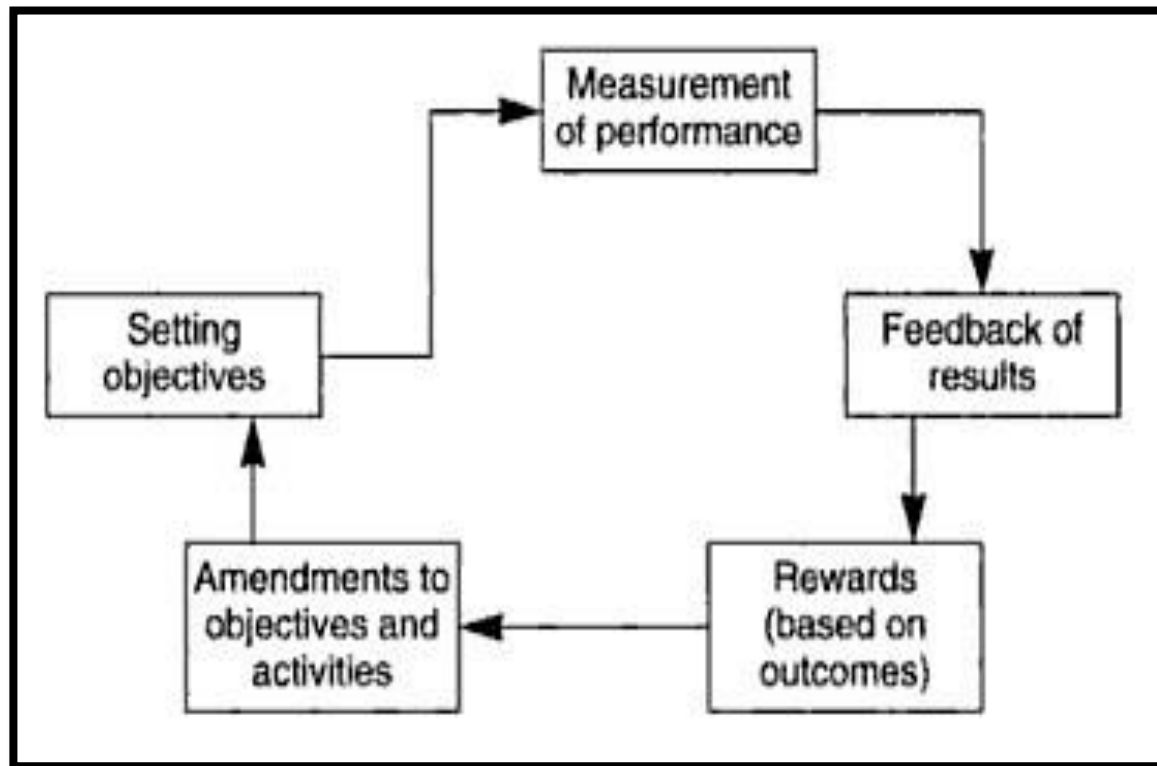 Measurement
of performance
Setting
objectives
Feedback of
results
Amendments to
objectives and
activities
Rewards
(based on
outcomes)